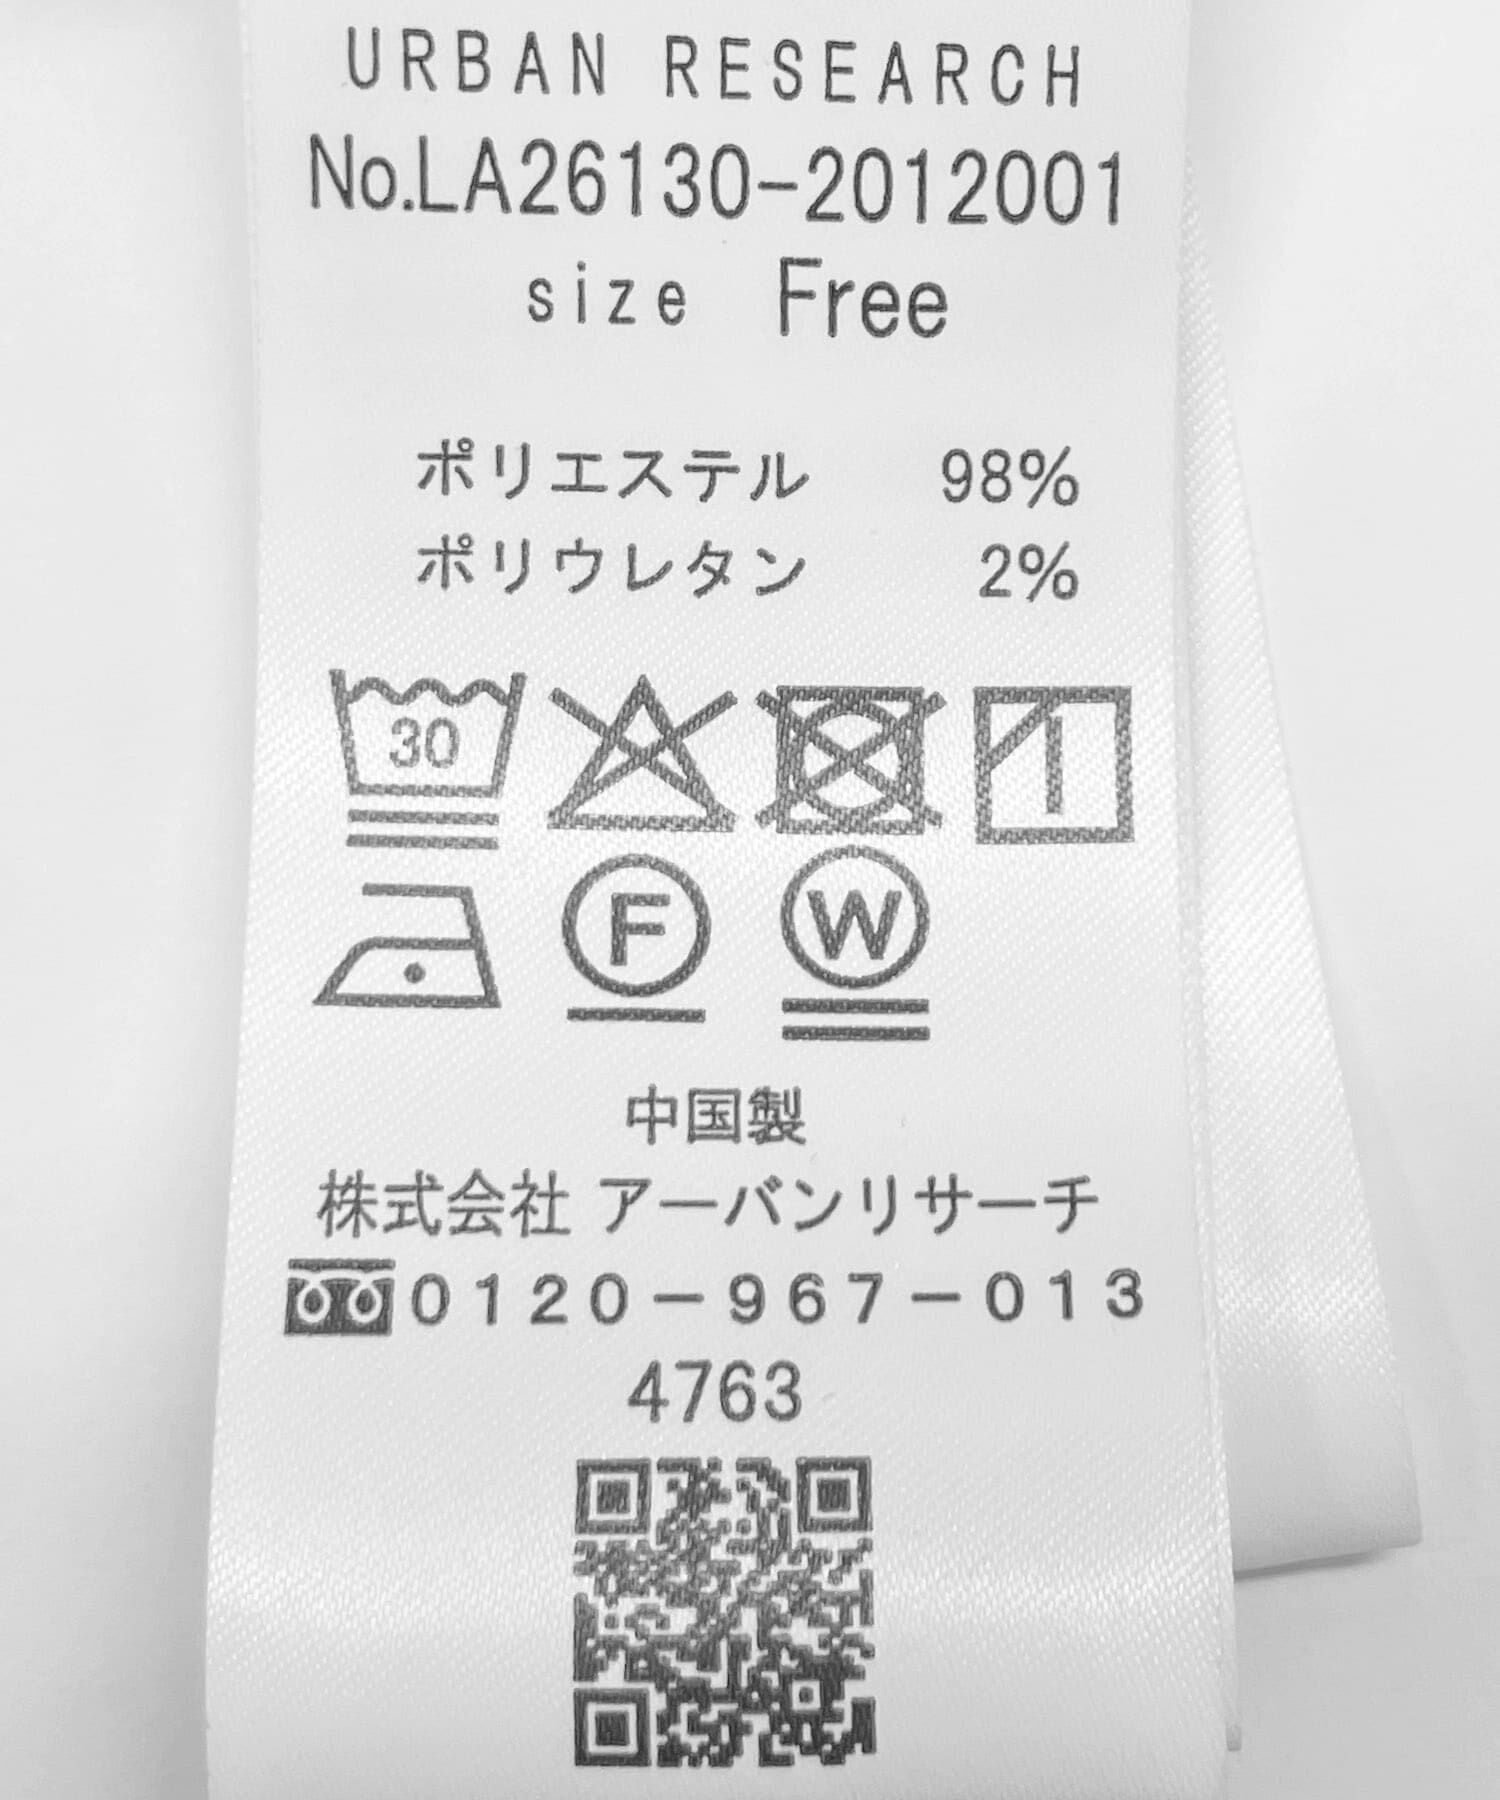 URBAN RESEARCH
No.LA26130-2012001
size Free
ポリエステル 98%
ポリウレタン 2%
30
F W
中国製
株式会社 アーバンリサーチ
0120-967-013
4763